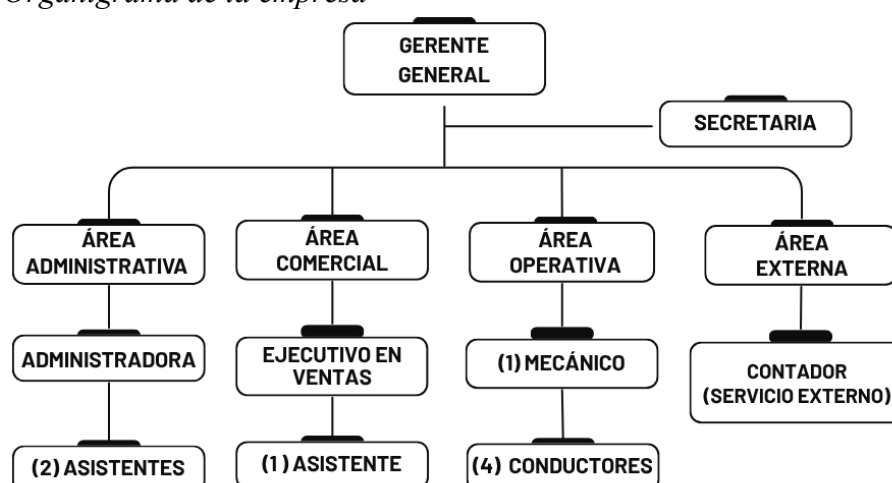 Organigrama de la empresa
GERENTE
GENERAL
SECRETARIA
ÁREA
ADMINISTRATIVA
ÁREA
COMERCIAL
ÁREA
OPERATIVA
ÁREA
EXTERNA
ADMINISTRADORA
EJECUTIVO EN
VENTAS
(1) MECÁNICO
CONTADOR
(SERVICIO EXTERNO)
(2) ASISTENTES
(1) ASISTENTE
(4) CONDUCTORES